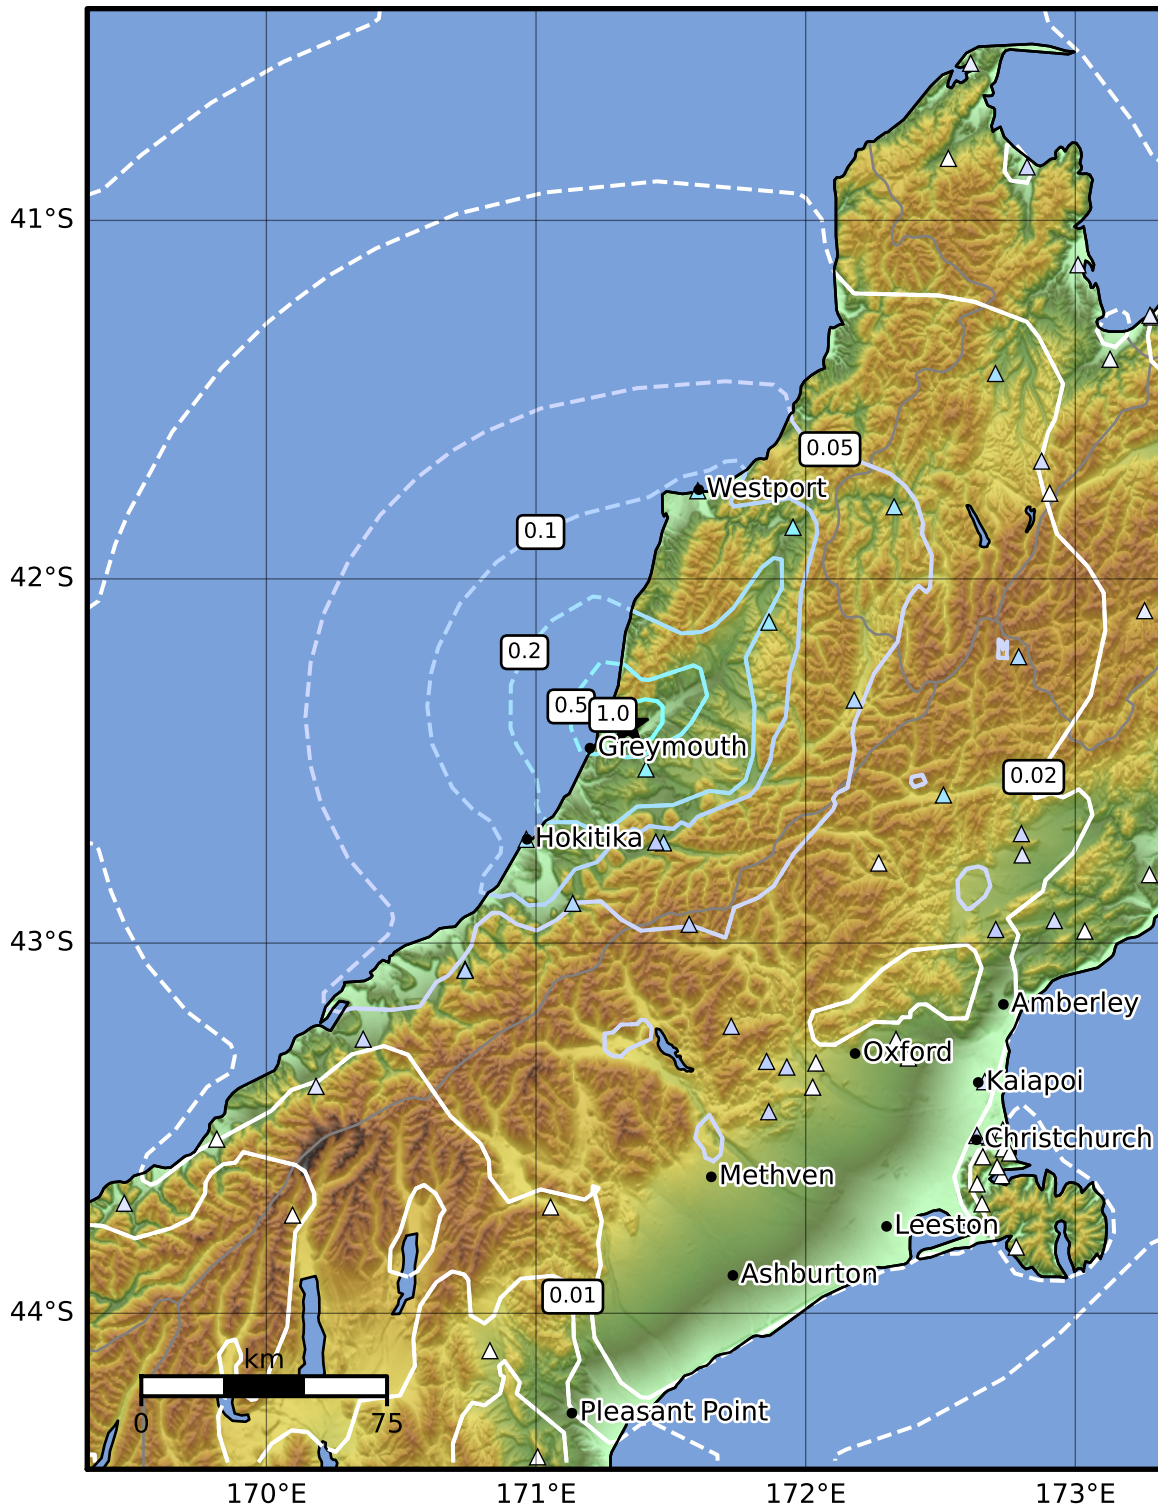 41°S
0.05
Westport
0.1
42°S
0.2
0.5
1.0
Greymouth
0.02
Hokitika
43°S
Amberley
Oxford
Kaiapoi
Christchurch
Methven
Leeston
Ashburton
0.01
44°S
km
0 75
Pleasant Point
170°E 171°E 172°E 173°E